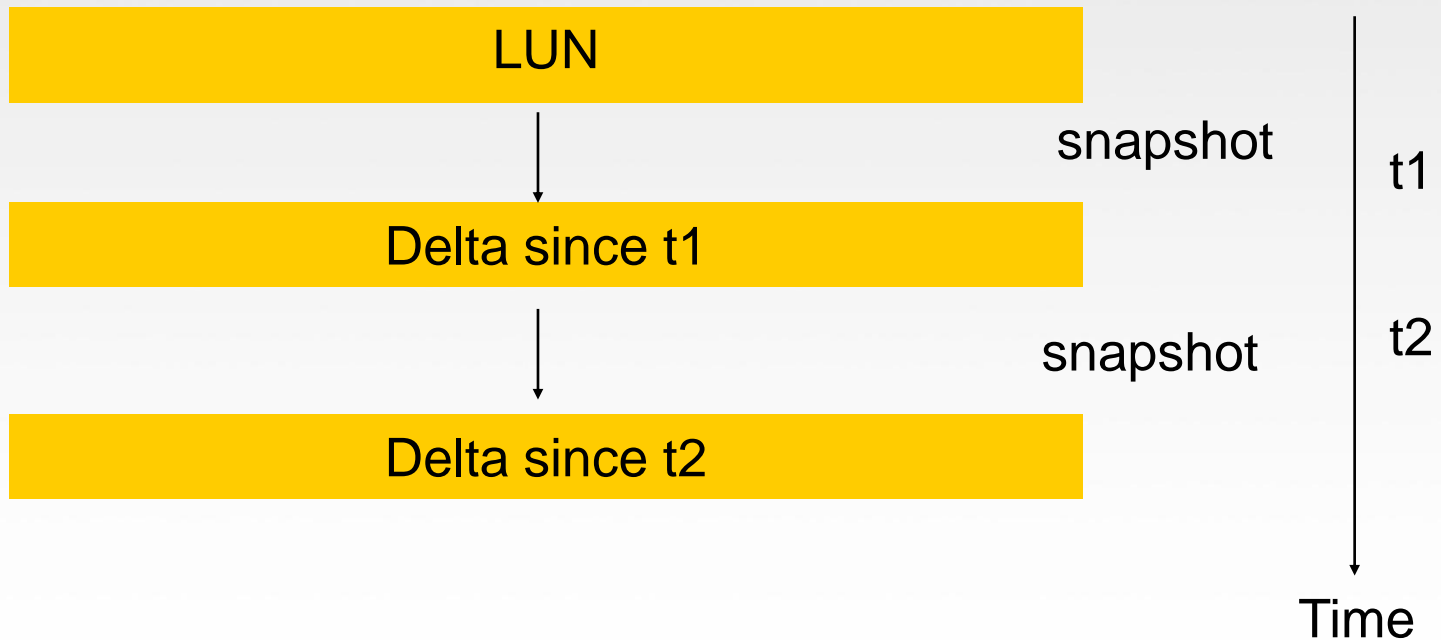 LUN
snapshot
t1
Delta since t1
t2
snapshot
Delta since t2
Time